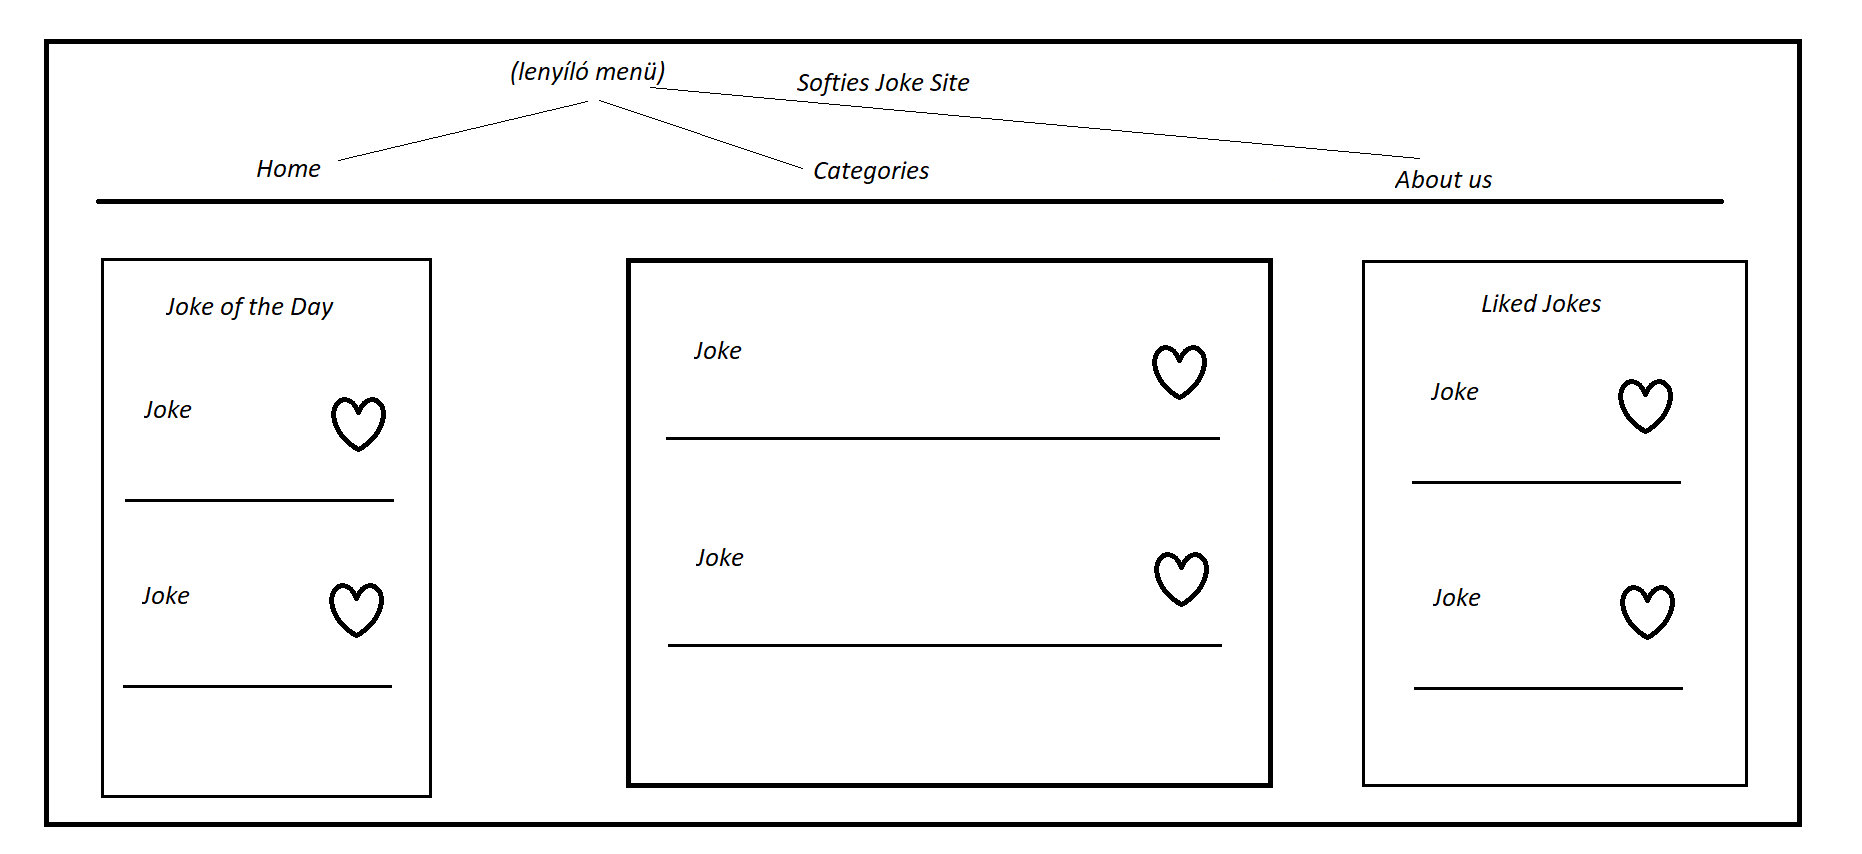 (lenyíló menü)
Softies Joke Site
Home
Categories
About us
Joke of the Day
Joke
Joke
Joke
Joke
Liked Jokes
Joke
Joke